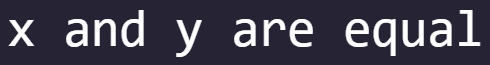 x and y are equal